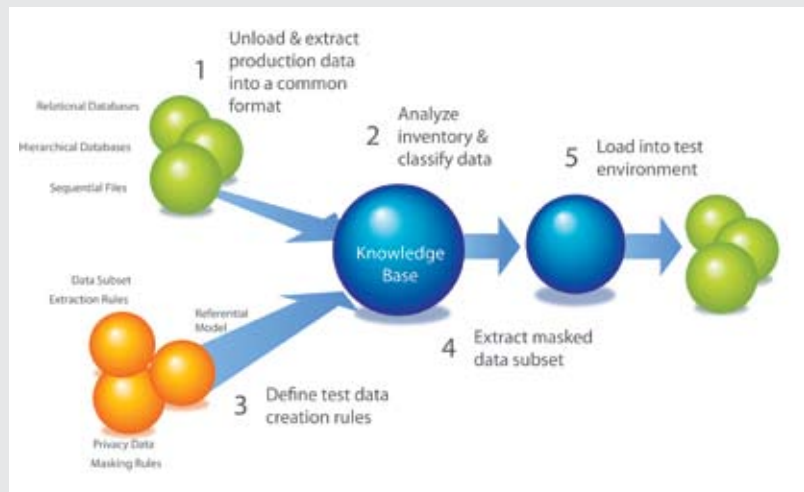 1
Unload & extract
production data
into a common
format
Relational Databases
Hierarchical Databases
Sequential Files
2
Analyze
inventory &
classify data
5
Load into test
environment
Knowledge
Base
Data Subset
Extraction Rules
Referential
Model
4
Extract masked
data subset
3
Define test data
creation rules
Privacy Data
Masking Rules